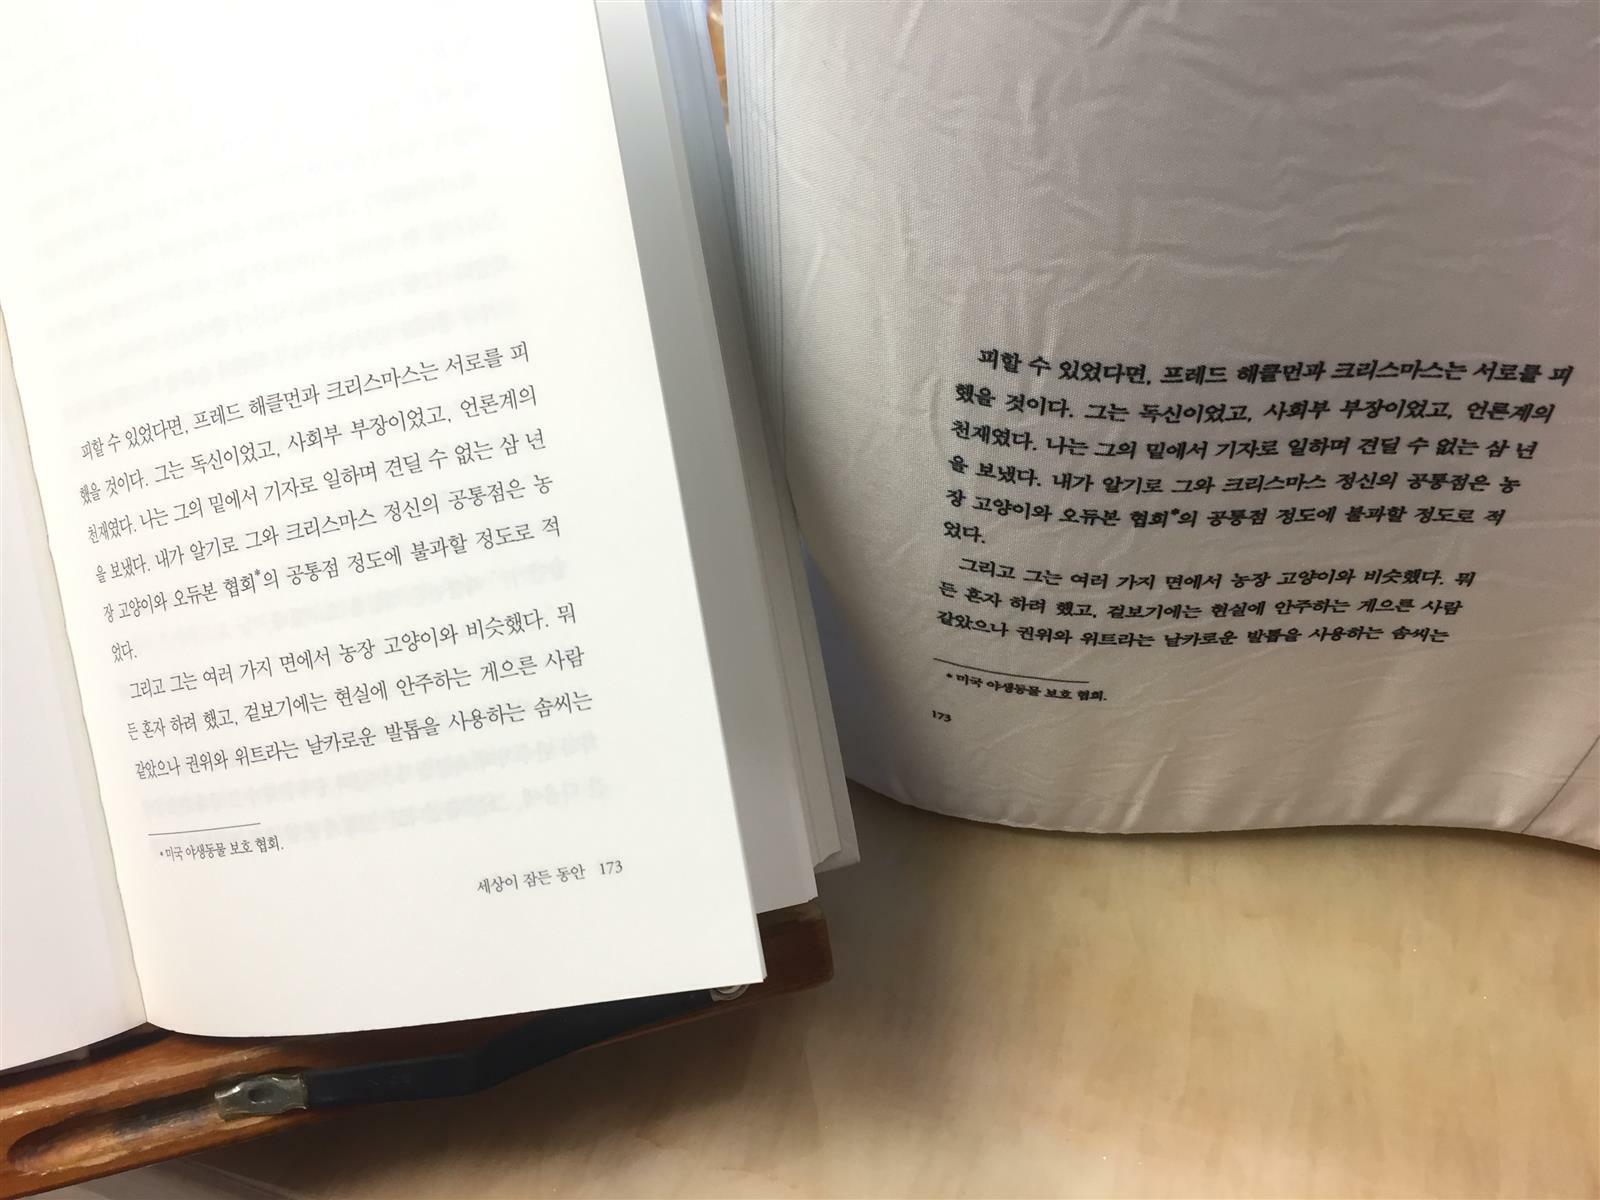 피할 수 있었다면, 프레드 해클먼과 크리스마스는 서로를 피
했을 것이다. 그는 독신이었고, 사회부 부장이었고, 언론계의
천재였다. 나는 그의 밑에서 기자로 일하며 견딜 수 없는 삼 년
을 보냈다. 내가 알기로 그와 크리스마스 정신의 공통점은 농
장 고양이와 오듀본 협회*의 공통점 정도에 불과할 정도로 적
었다.
그리고 그는 여러 가지 면에서 농장 고양이와 비슷했다. 뭐
든 혼자 하려 했고, 겉보기에는 현실에 안주하는 게으른 사람
같았으나 권위와 위트라는 날카로운 발톱을 사용하는 솜씨는
* 미국 야생동물 보호 협회.
세상이 잠든 동안 173
피할 수 있었다면, 프레드 해클먼과 크리스마스는 서로를 피
했을 것이다. 그는 독신이었고, 사회부 부장이었고, 언론계의
천재였다. 나는 그의 밑에서 기자로 일하며 견딜 수 없는 삼 년
을 보냈다. 내가 알기로 그와 크리스마스 정신의 공통점은 농
장 고양이와 오듀본 협회*의 공통점 정도에 불과할 정도로 적
었다.
그리고 그는 여러 가지 면에서 농장 고양이와 비슷했다. 뭐
든 혼자 하려 했고, 겉보기에는 현실에 안주하는 게으른 사람
같았으나 권위와 위트라는 날카로운 발톱을 사용하는 솜씨는
* 미국 야생동물 보호 협회.
173